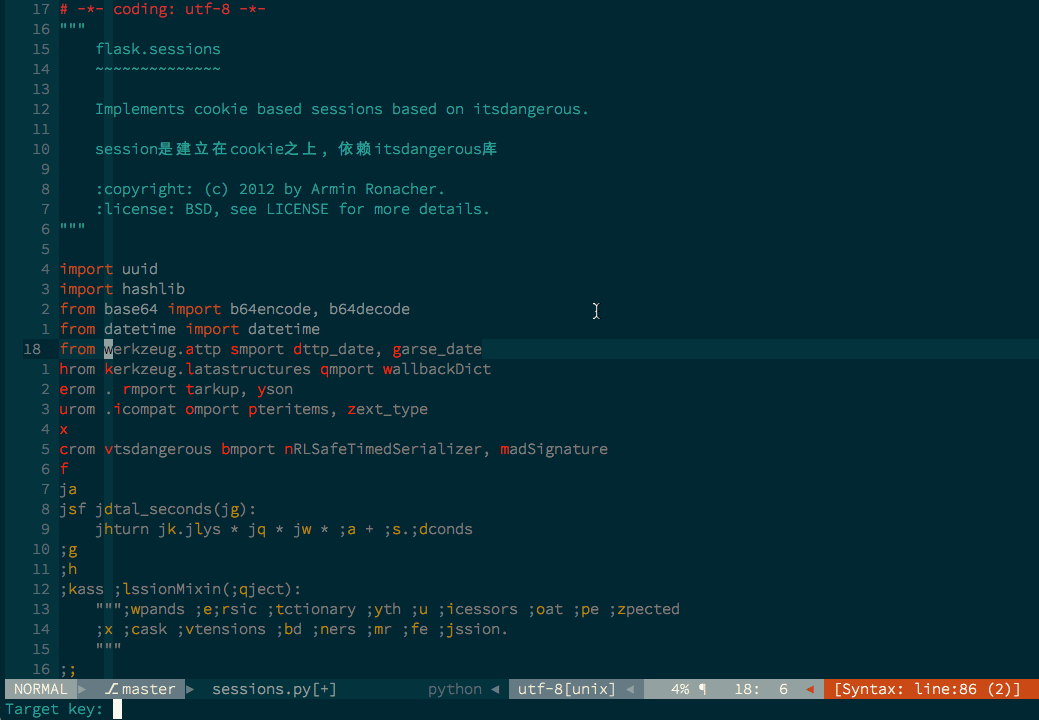 17 # -*- coding: utf-8 -*-
16 """
15     flask.sessions
14     ~~~~~~~~~~~~~~
13
12     Implements cookie based sessions based on itsdangerous.
11
10     session是建立在cookie之上, 依赖itsdangerous库
9
8     :copyright: (c) 2012 by Armin Ronacher.
7     :license: BSD, see LICENSE for more details.
6 """
5
4 import uuid
3 import hashlib
2 from base64 import b64encode, b64decode
1 from datetime import datetime
18 from werkzeug.attp smport dttp_date, garse_date
1 hrom kerkzeug.latastructures qmport wallbackDict
2 erom . rmport tarkup, yson
3 urom .icompat omport pteritems, zext_type
4 x
5 crom vtsdangerous bmport nRLSafeTimedSerializer, madSignature
6 f
7 ja
8 jsf jdtal_seconds(jg):
9     jhturn jk.jlys * jq * jw * ;a + ;s.;dconds
10 ;g
11 ;h
12 ;kass ;lssionMixin(;qject):
13     """;wpands ;e;rsic ;tctionary ;yth ;u ;icessors ;oat ;pe ;zpected
14     ;x ;cask ;vtensions ;bd ;ners ;mr ;fe ;jssion.
15     """
16 ;;
NORMAL master sessions.py[+] python utf-8[unix] 4% ¶ 18: 6 [Syntax: line:86 (2)]
Target key: